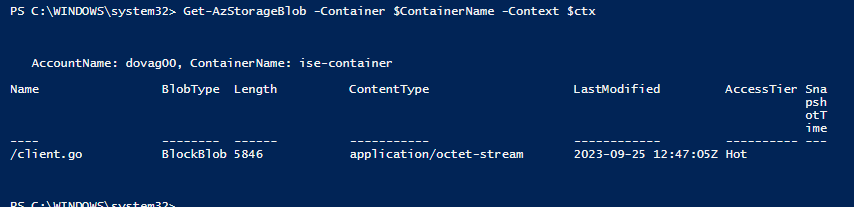 PS C:\WINDOWS\system32> Get-AzStorageBlob -Container $ContainerName -Context $ctx
AccountName: dovag00, ContainerName: ise-container
Name BlobType Length ContentType LastModified AccessTier Sna
psh
otT
ime
---- -------- ------ ----------- ------------ ---------- ---
/client.go BlockBlob 5846 application/octet-stream 2023-09-25 12:47:05Z Hot
PS C:\WINDOWS\system32>